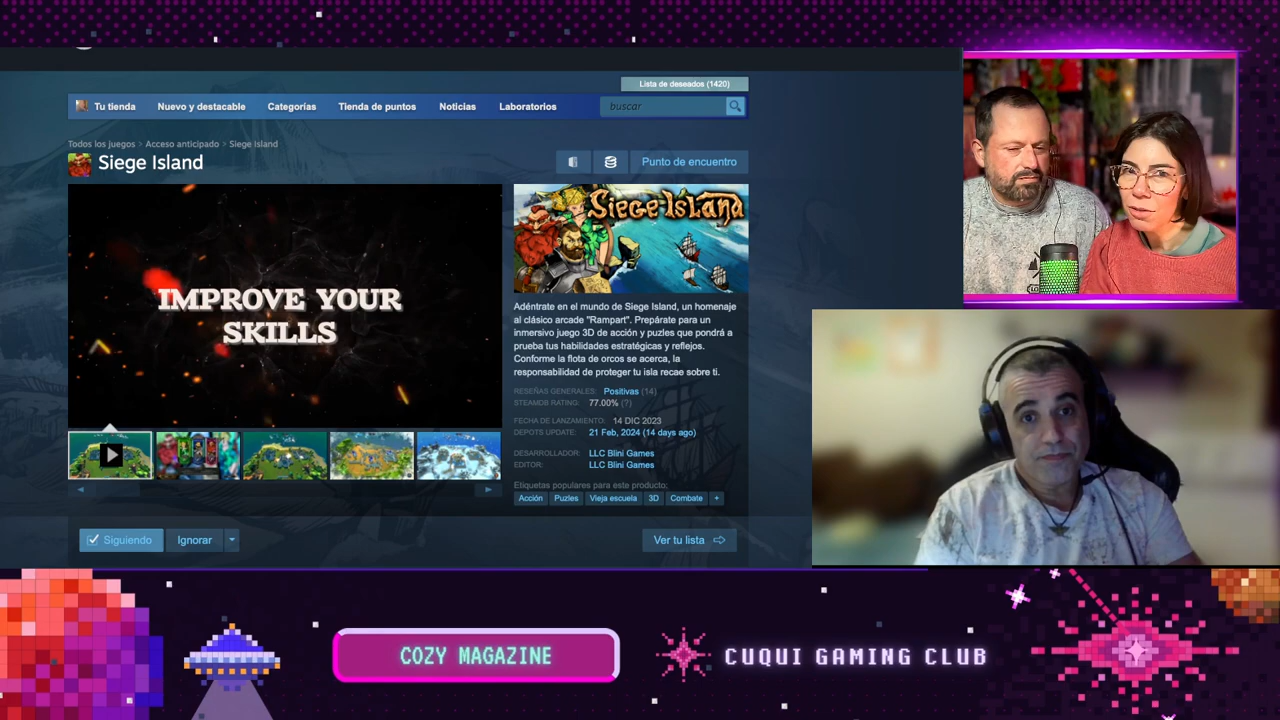 Lista de deseados (1420)
Tu tienda
Nuevo y destacable
Categorías
Tienda de puntos
Noticias
Laboratorios
buscar
Todos los juegos > Acceso anticipado > Siege Island
Siege Island
Punto de encuentro
IMPROVE YOUR
SKILLS
Siege Island
Adéntrate en el mundo de Siege Island, un homenaje
al clásico arcade "Rampart". Prepárate para un
inmersivo juego 3D de acción y puzles que pondrá a
prueba tus habilidades estratégicas y reflejos.
Conforme la flota de orcos se acerca, la
responsabilidad de proteger tu isla recae sobre ti.
RESEÑAS GENERALES: Positivas (14)
STEAMDB RATING: 77.00% (?)
FECHA DE LANZAMIENTO: 14 DIC 2023
DEPOTS UPDATE: 21 Feb, 2024 (14 days ago)
DESARROLLADOR: LLC Blini Games
EDITOR: LLC Blini Games
Etiquetas populares para este producto:
Acción
Puzles
Vieja escuela
3D
Combate
+
Siguiendo
Ignorar
Ver tu lista
COZY MAGAZINE
CUQUI GAMING CLUB